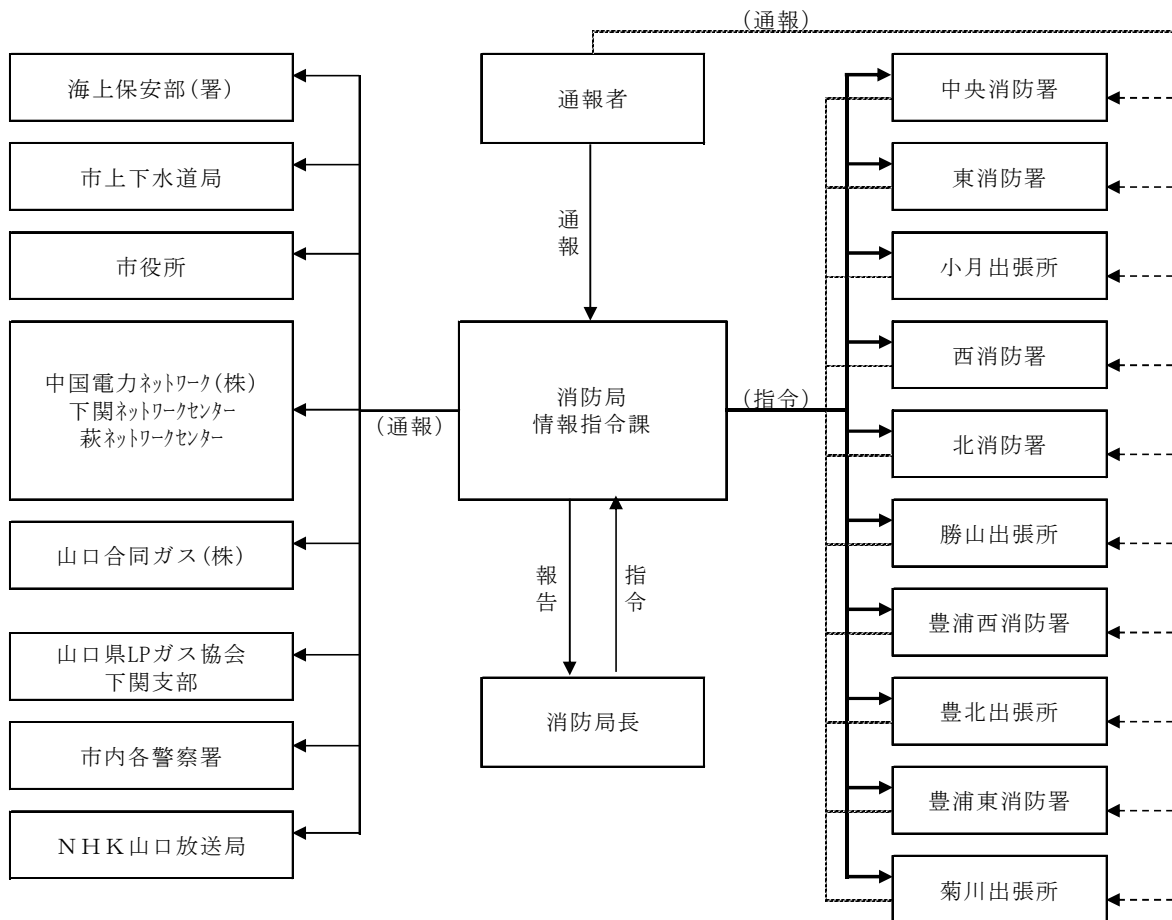 (通報)
海上保安部(署)
市上下水道局
市役所
中国電力ネットワーク(株)
下関ネットワークセンター
萩ネットワークセンター
山口合同ガス(株)
山口県LPガス協会
下関支部
市内各警察署
NHK山口放送局
(通報)
通報者
通報
消防局
情報指令課
報告
指令
消防局長
(指令)
中央消防署
東消防署
小月出張所
西消防署
北消防署
勝山出張所
豊浦西消防署
豊北出張所
豊浦東消防署
菊川出張所